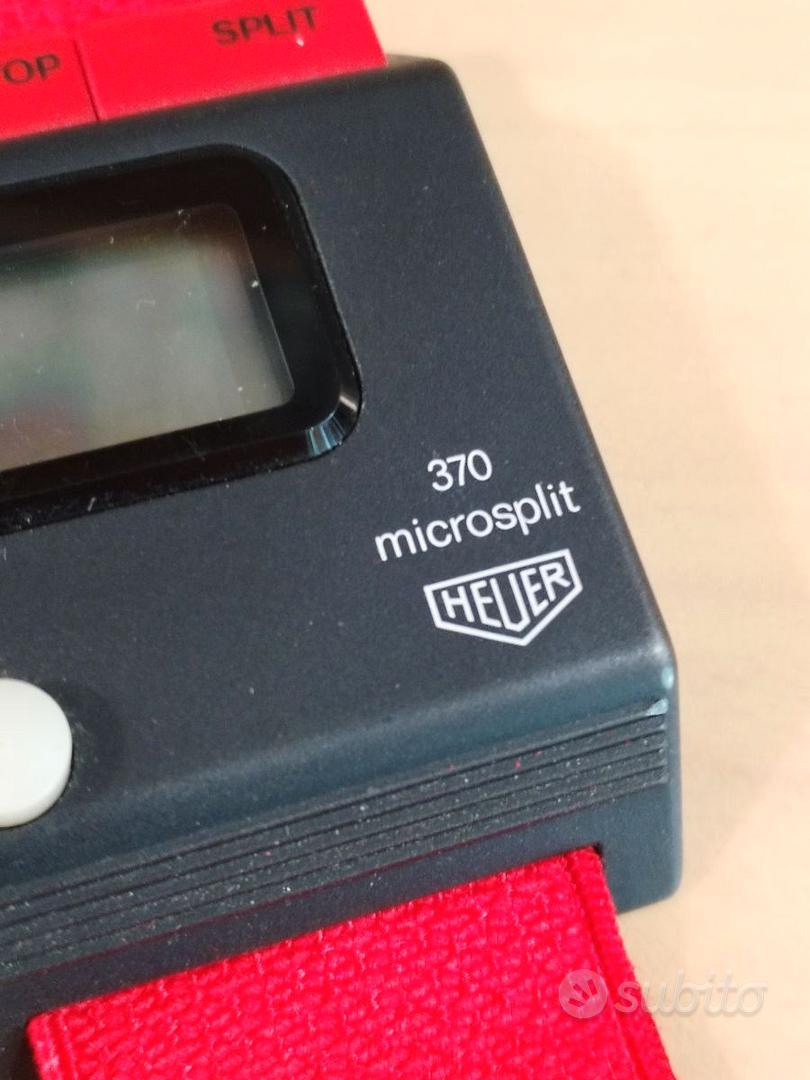 OP SPLIT
370
microsplit
HEUER
subito